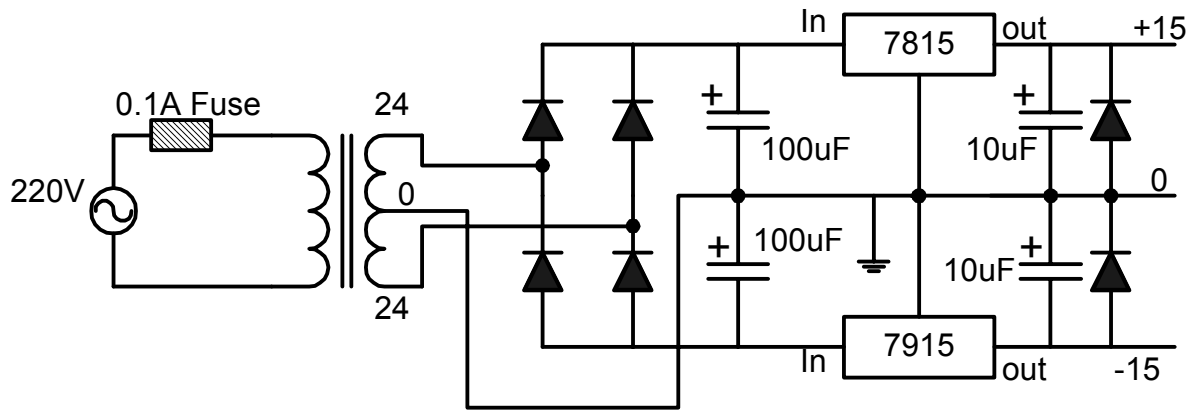 In
7815
out
+15
0.1A Fuse
24
+
100uF
+
10uF
220V
0
0
+
100uF
+
10uF
24
In
7915
out
-15